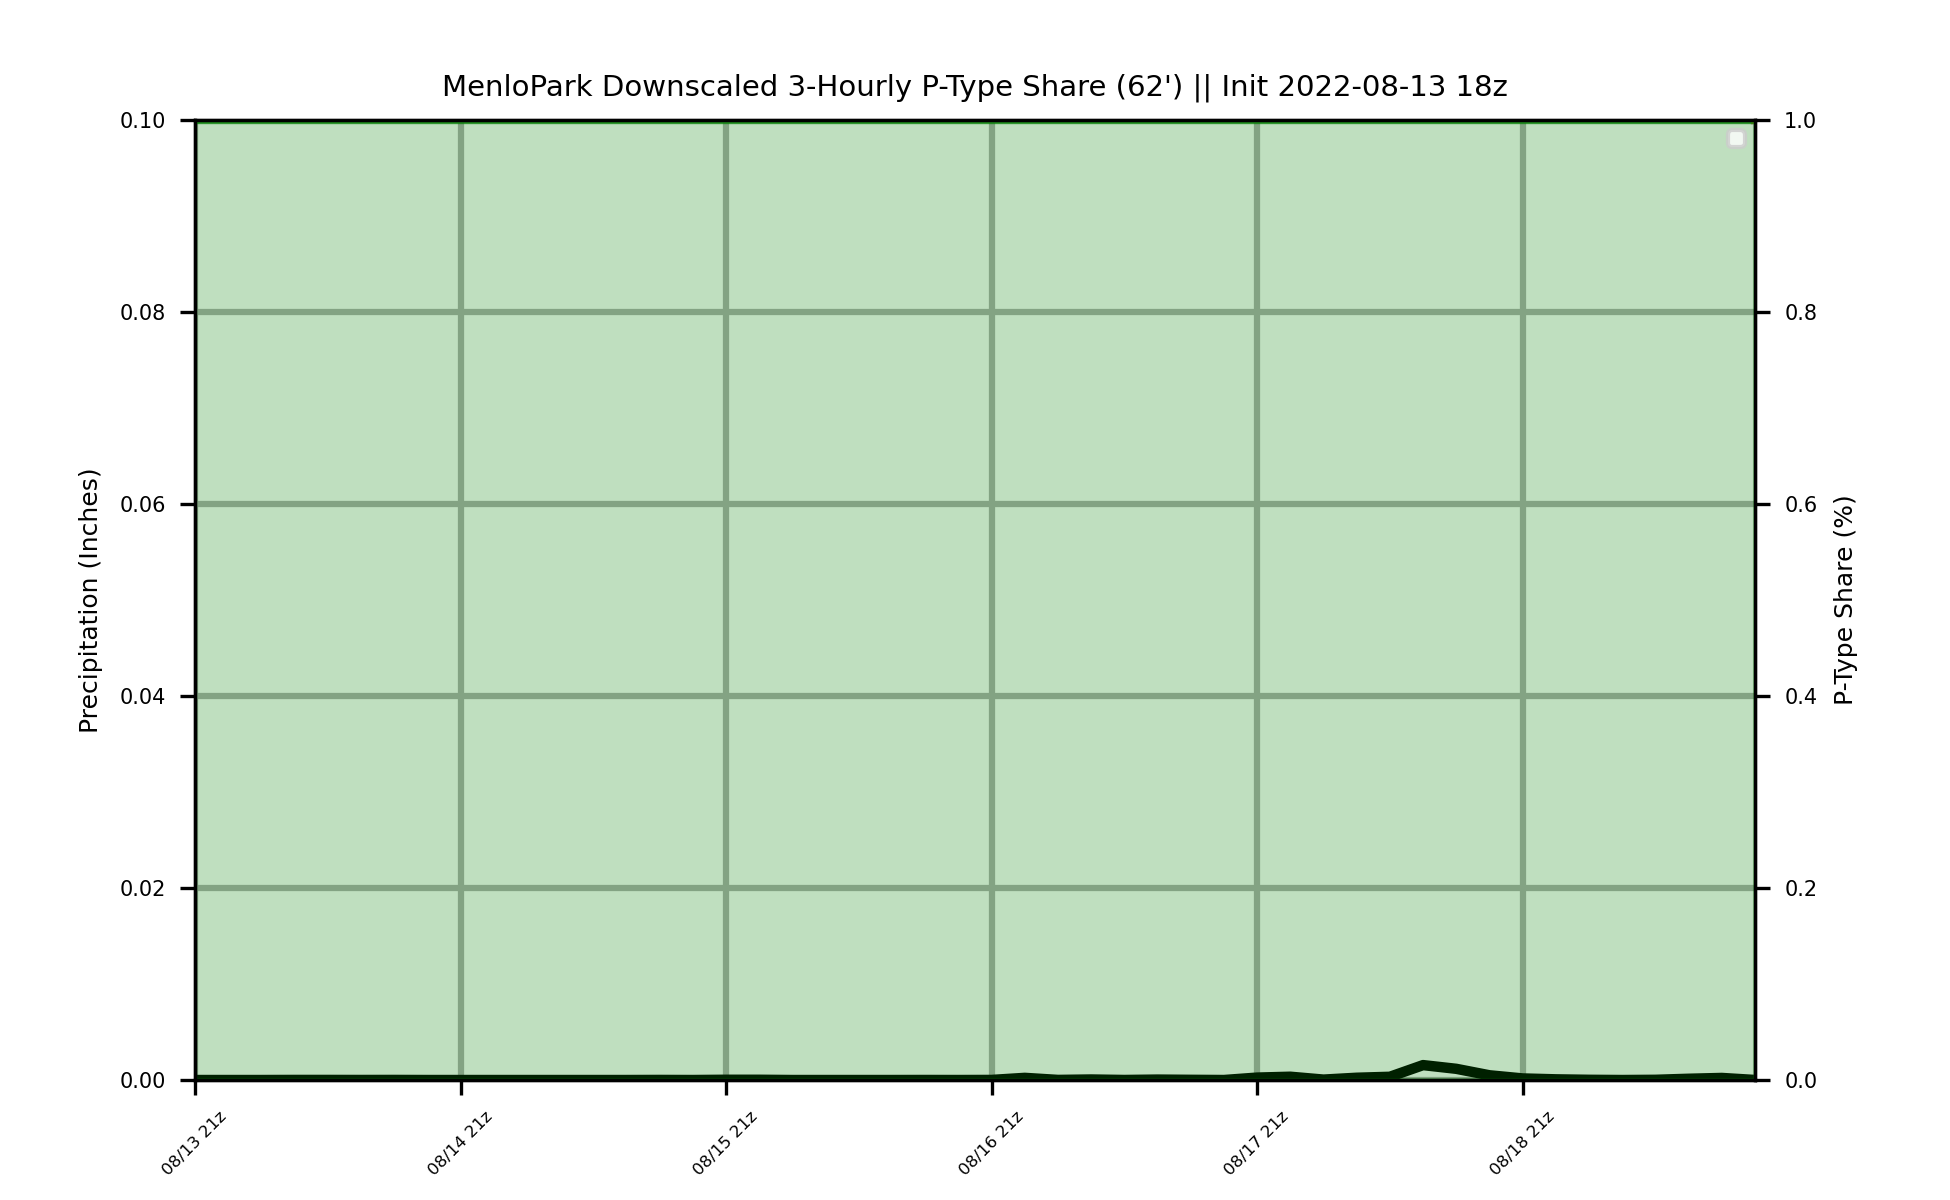 MenloPark Downscaled 3-Hourly P-Type Share (62') || Init 2022-08-13 18z
0.10
0.08
0.06
0.04
0.02
0.00
Precipitation (Inches)
1.0
0.8
0.6
0.4
0.2
0.0
P-Type Share (%)
08/13 21z
08/14 21z
08/15 21z
08/16 21z
08/17 21z
08/18 21z